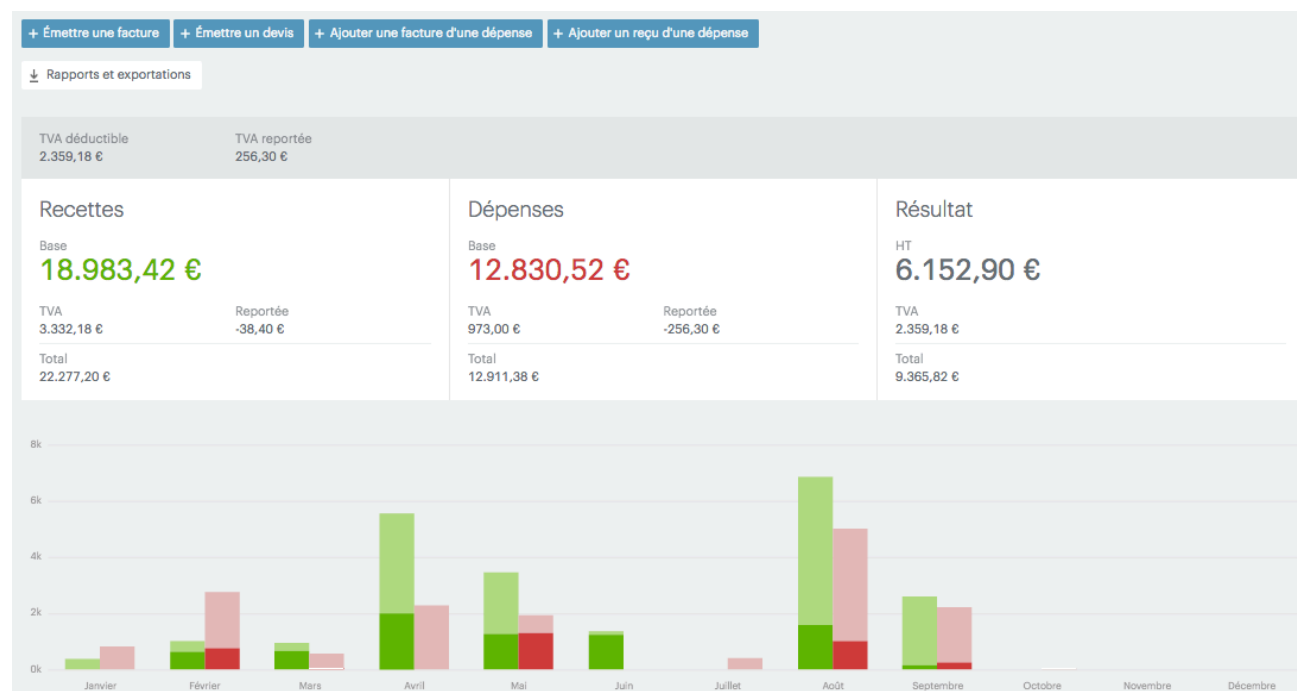 + Émettre une facture + Émettre un devis + Ajouter une facture d'une dépense + Ajouter un reçu d'une dépense
Rapports et exportations
TVA déductible TVA reportée
2.359,18 € 256,30 €
Recettes Dépenses Résultat
Base Base HT
18.983,42 € 12.830,52 € 6.152,90 €
TVA Reportée TVA Reportée TVA
3.332,18 € -38,40 € 973,00 € -256,30 € 2.359,18 €
Total Total Total
22.277,20 € 12.911,38 € 9.365,82 €
8k
6k
4k
2k
0k
Janvier Février Mars Avril Mai Juin Juillet Août Septembre Octobre Novembre Décembre